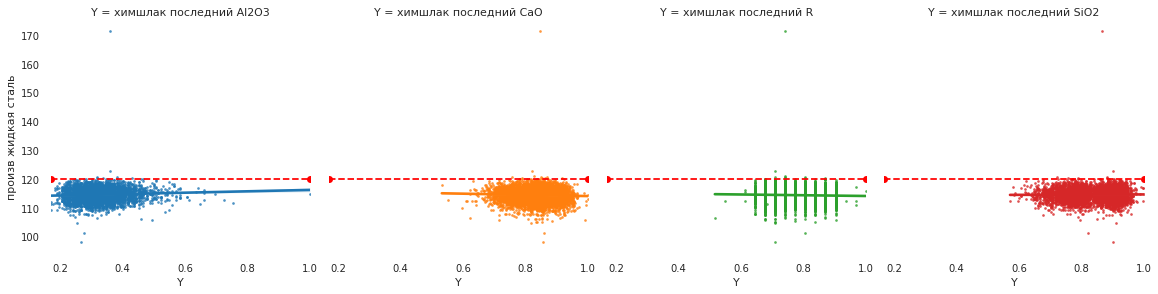 Y = химшлак последний Al2O3
Y = химшлак последний CaO
Y = химшлак последний R
Y = химшлак последний SiO2
произв жидкая сталь
170
160
150
140
130
120
110
100
0.2 0.4 0.6 0.8 1.0
0.2 0.4 0.6 0.8 1.0
0.2 0.4 0.6 0.8 1.0
0.2 0.4 0.6 0.8 1.0
Y
Y
Y
Y